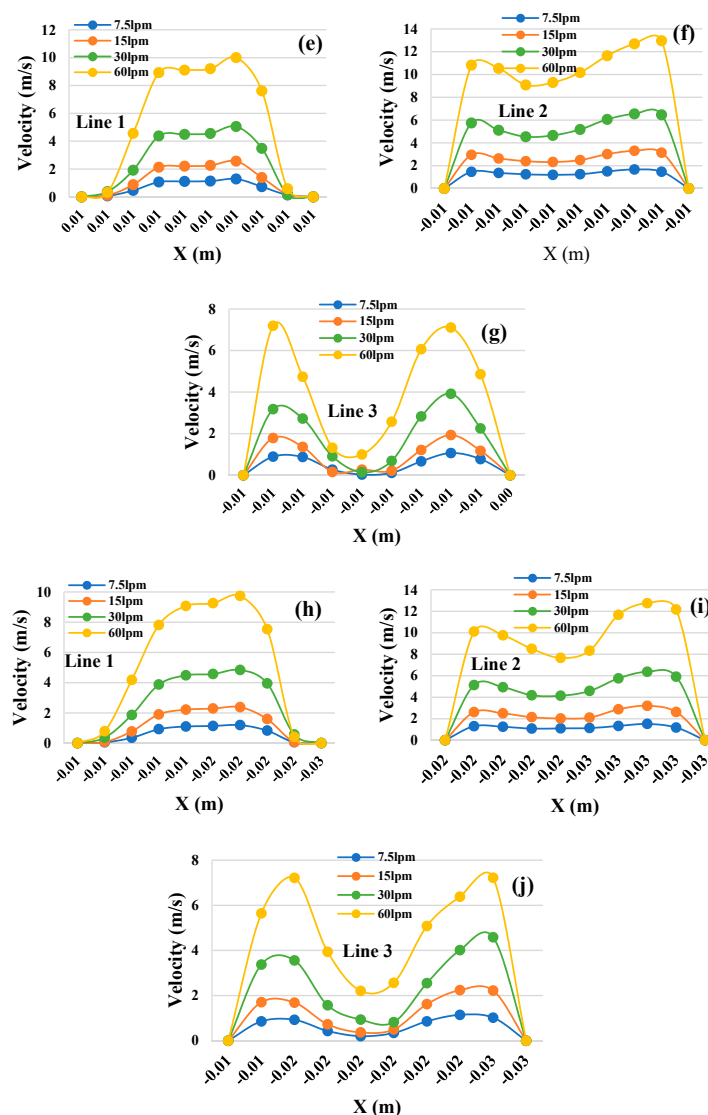 (e)
7.5lpm
15lpm
30lpm
60lpm
Line 1
Velocity (m/s)
12
10
8
6
4
2
0
0.01 0.01 0.01 0.01 0.01 0.01 0.01 0.01 0.01 0.01
X (m)
(f)
7.5lpm
15lpm
30lpm
60lpm
Line 2
Velocity (m/s)
14
12
10
8
6
4
2
0
-0.01 -0.01 -0.01 -0.01 -0.01 -0.01 -0.01 -0.01 -0.01 -0.01
X (m)
(g)
7.5lpm
15lpm
30lpm
60lpm
Line 3
Velocity (m/s)
8
6
4
2
0
-0.01 -0.01 -0.01 -0.01 -0.01 -0.01 -0.01 -0.01 -0.01 0.00
X (m)
(h)
7.5lpm
15lpm
30lpm
60lpm
Line 1
Velocity (m/s)
10
8
6
4
2
0
-0.01 -0.01 -0.01 -0.01 -0.01 -0.02 -0.02 -0.02 -0.03 -0.03
X (m)
(i)
7.5lpm
15lpm
30lpm
60lpm
Line 2
Velocity (m/s)
14
12
10
8
6
4
2
0
-0.02 -0.02 -0.02 -0.02 -0.02 -0.03 -0.03 -0.03 -0.03 -0.03
X (m)
(j)
7.5lpm
15lpm
30lpm
60lpm
Line 3
Velocity (m/s)
8
6
4
2
0
-0.01 -0.01 -0.02 -0.02 -0.02 -0.02 -0.02 -0.02 -0.03 -0.03
X (m)